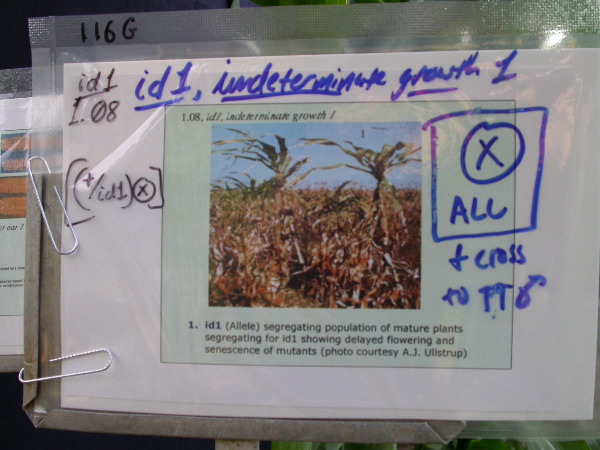 116G
id1
1.08
id1, indeterminate growth 1
[(+/id1)ⓧ]
1.08, id1, indeterminate growth 1
1
X
ALL
+ cross
to TT ♂
1. id1 (Allele) segregating population of mature plants
segregating for id1 showing delayed flowering and
senescence of mutants (photo courtesy A.J. Ullstrup)